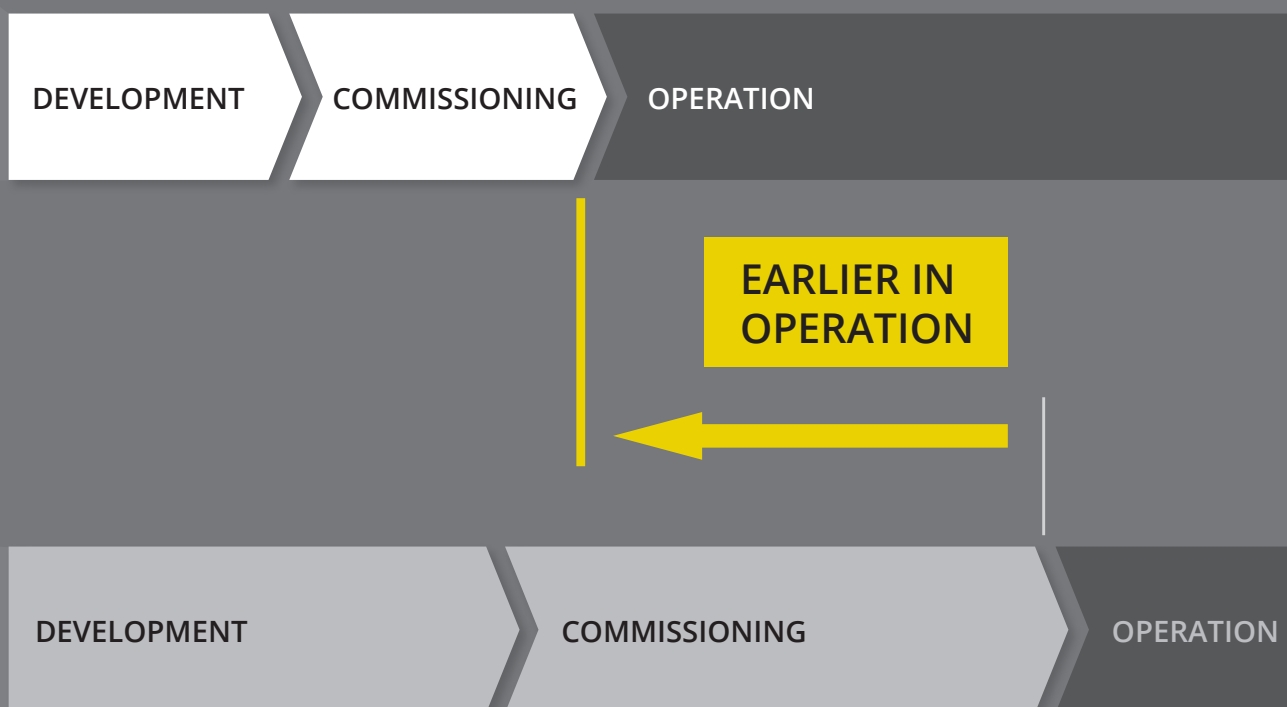 DEVELOPMENT
COMMISSIONING
OPERATION
EARLIER IN
OPERATION
DEVELOPMENT
COMMISSIONING
OPERATION